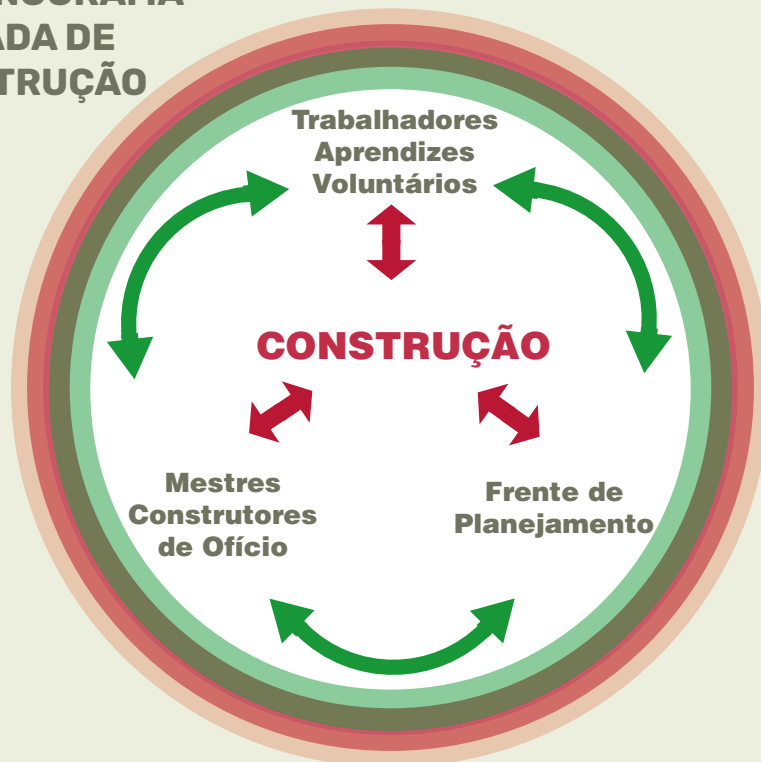 ADA DE
TRUÇÃO
Trabalhadores
Aprendizes
Voluntários
CONSTRUÇÃO
Mestres
Construtores
de Ofício
Frente de
Planejamento